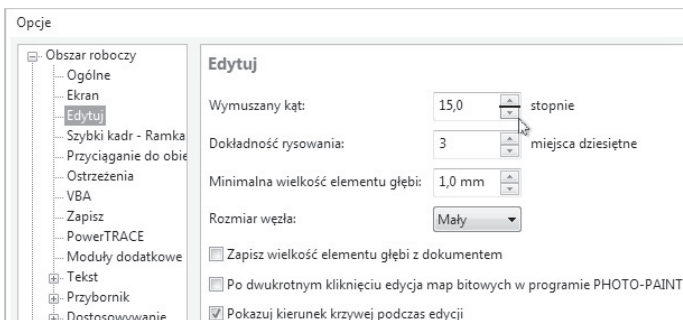 Opcje
Obszar roboczy
Ogólne
Ekran
Edytuj
Szybki kadr - Ramka
Przyciąganie do obie
Ostrzeżenia
VBA
Zapisz
PowerTRACE
Moduły dodatkowe
Tekst
Przybornik
Dostosowywanie
Edytuj
Wymuszany kąt: 15,0 stopnie
Dokładność rysowania: 3 miejsca dziesiętne
Minimalna wielkość elementu głębi: 1,0 mm
Rozmiar węzła: Mały
Zapisz wielkość elementu głębi z dokumentem
Po dwukrotnym kliknięciu edycja map bitowych w programie PHOTO-PAINT
Pokazuj kierunek krzywej podczas edycji